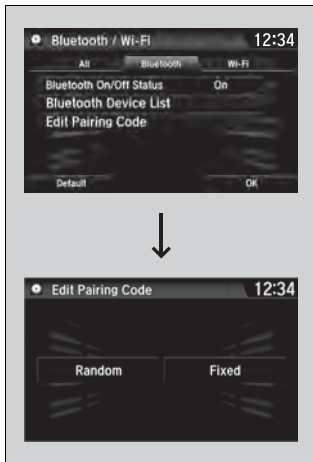 Bluetooth / Wi-Fi 12:34
All Bluetooth Wi-Fi
Bluetooth On/Off Status On
Bluetooth Device List
Edit Pairing Code
Default OK
Edit Pairing Code 12:34
Random Fixed